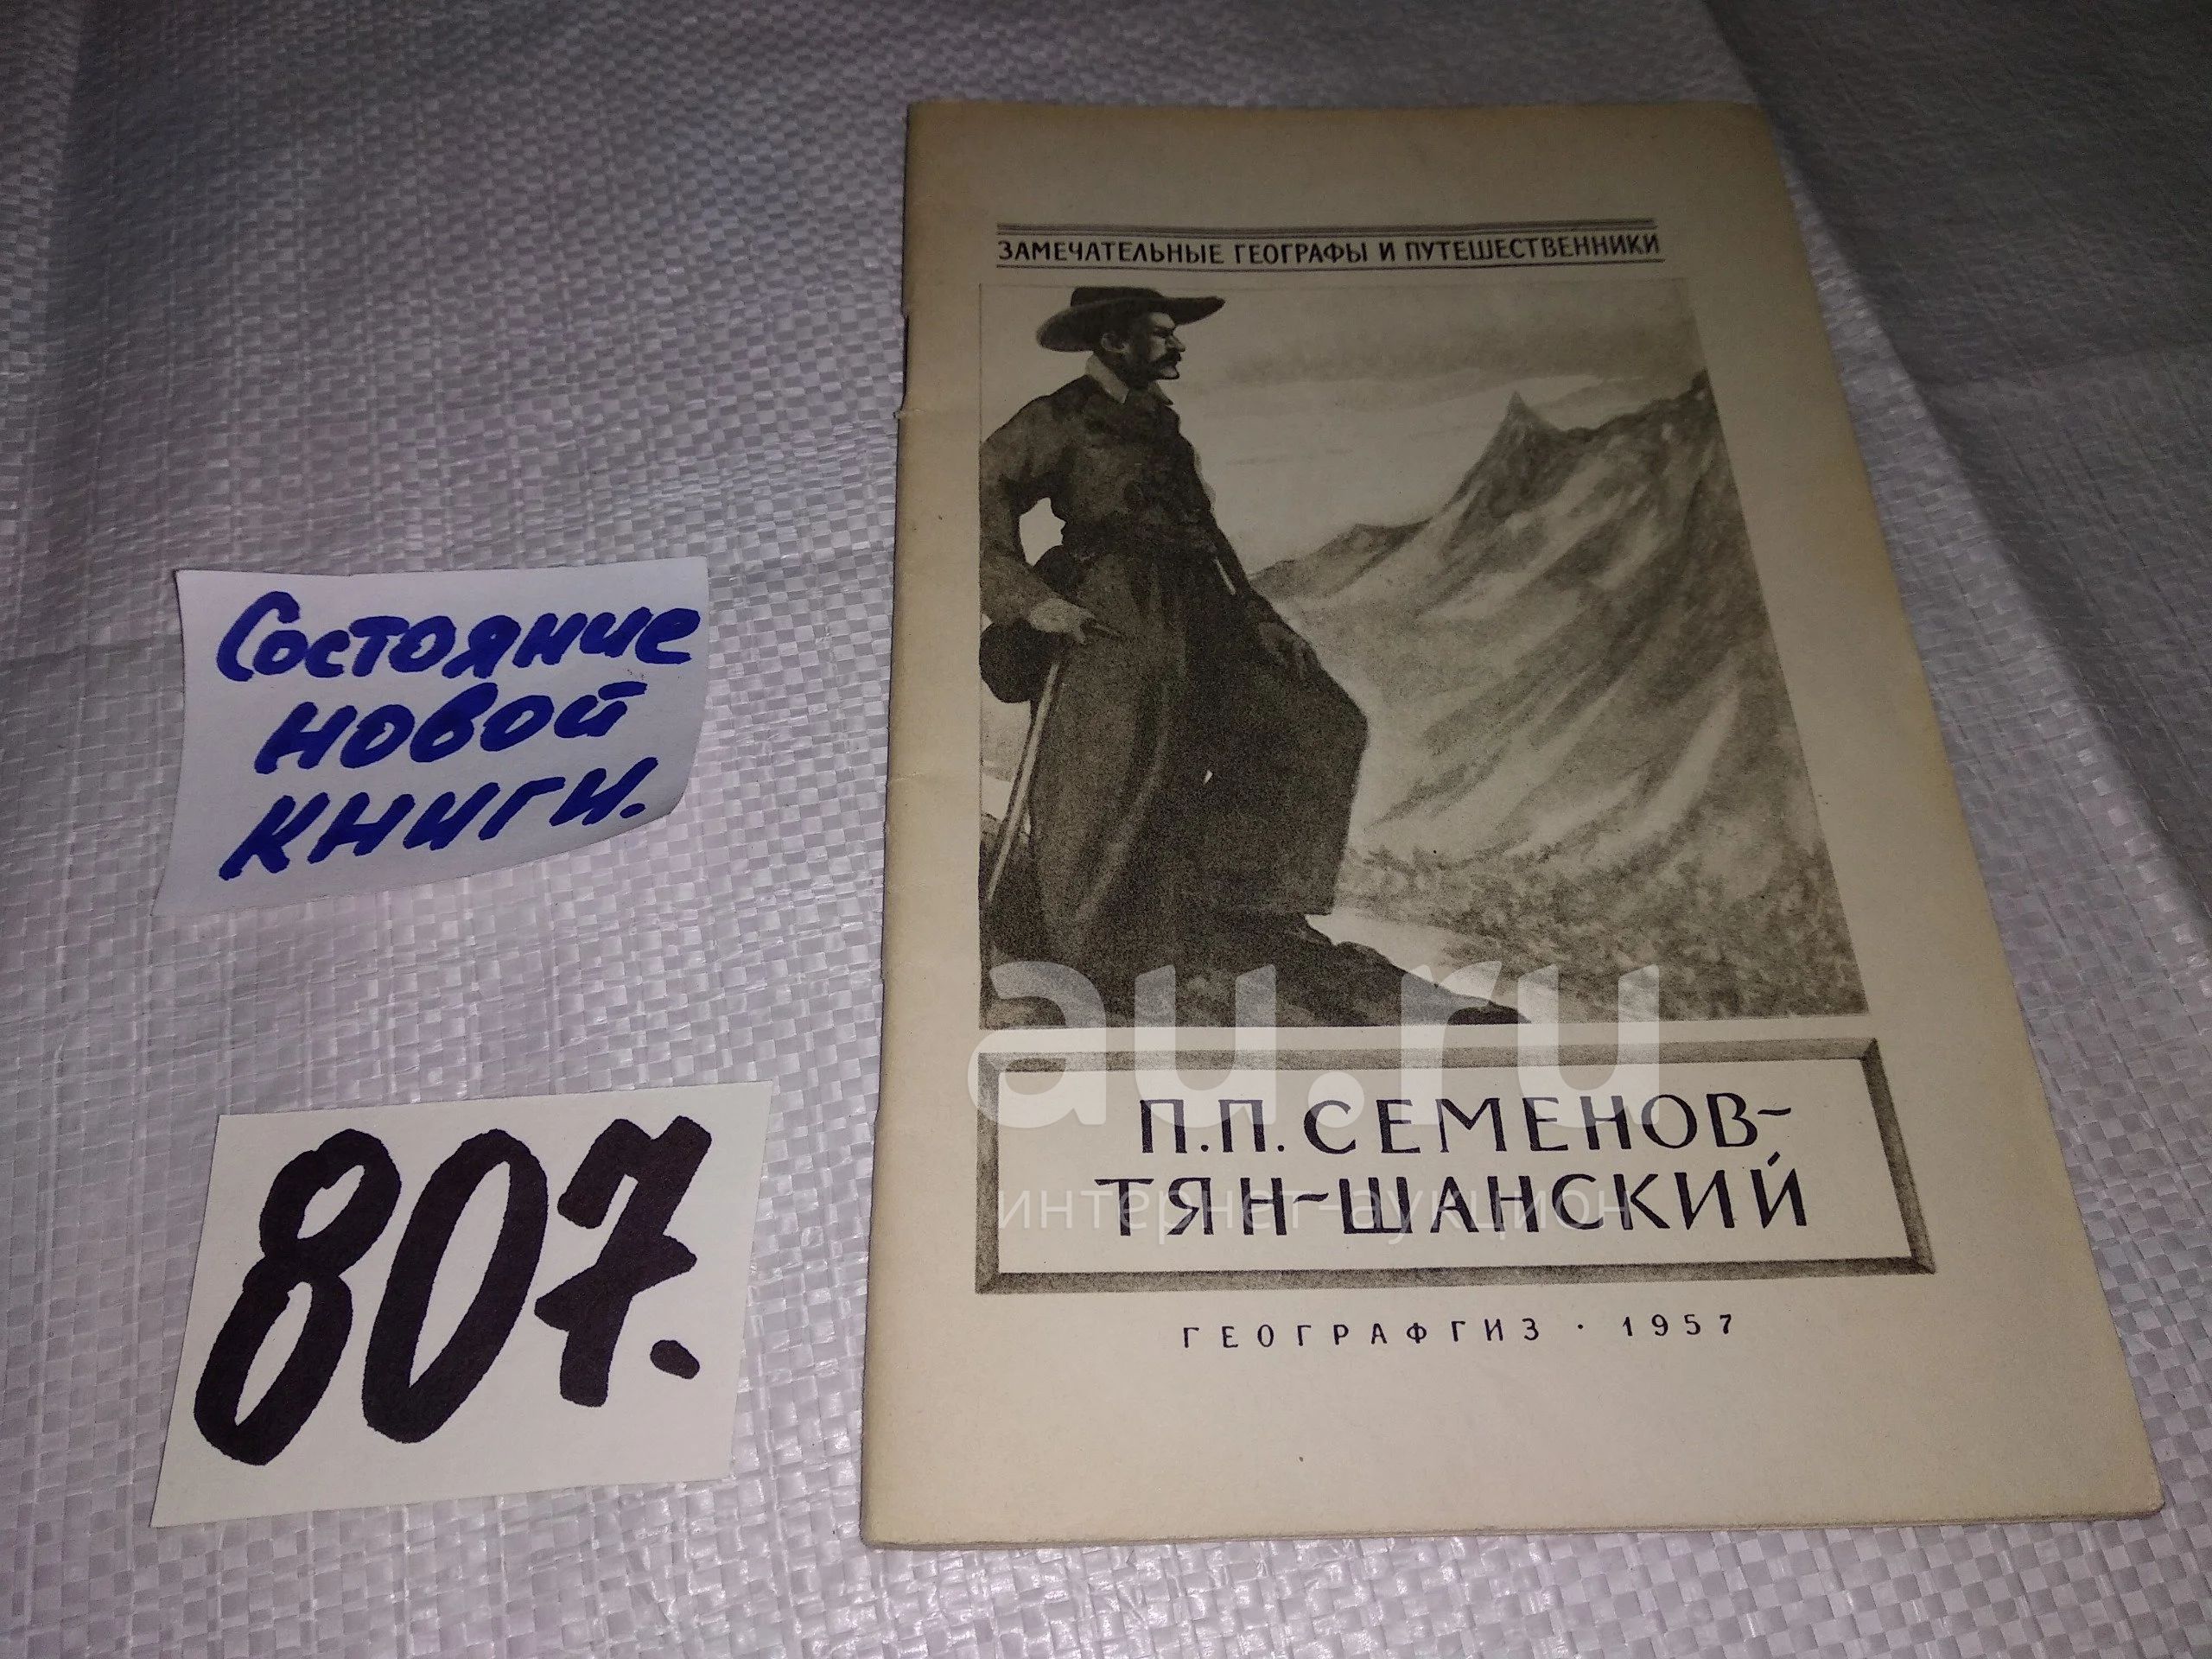 Состояние
новой
книги.
807.
ЗАМЕЧАТЕЛЬНЫЕ ГЕОГРАФЫ И ПУТЕШЕСТВЕННИКИ
au.ru
П.П.СЕМЕНОВ-
ТЯН-ШАНСКИЙ
интернет-аукцион
ГЕОГРАФГИЗ · 1957